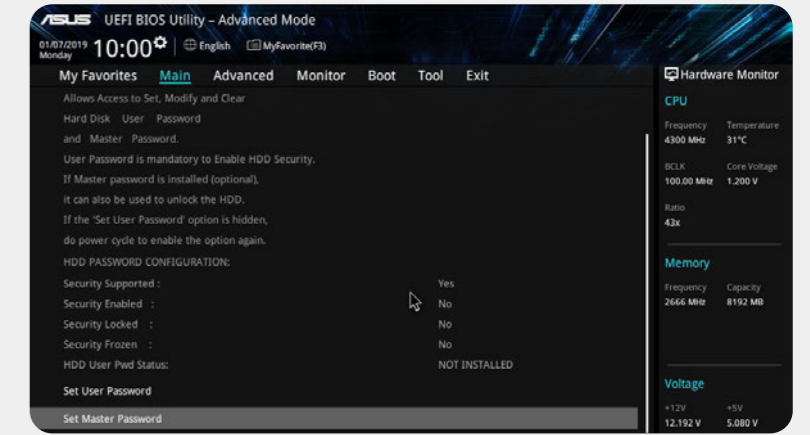 ASUS UEFI BIOS Utility – Advanced Mode
01/07/2019
Monday
10:00
English
MyFavorite(F3)
My Favorites Main Advanced Monitor Boot Tool Exit
Allows Access to Set, Modify and Clear
Hard Disk User Password
and Master Password.
User Password is mandatory to Enable HDD Security.
If Master password is installed (optional),
it can also be used to unlock the HDD.
If the 'Set User Password' option is hidden,
do power cycle to enable the option again.
HDD PASSWORD CONFIGURATION:
Security Supported : Yes
Security Enabled : No
Security Locked : No
Security Frozen : No
HDD User Pwd Status: NOT INSTALLED
Set User Password
Set Master Password
Hardware Monitor
CPU
Frequency Temperature
4300 MHz 31°C
BCLK Core Voltage
100.00 MHz 1.200 V
Ratio
43x
Memory
Frequency Capacity
2666 MHz 8192 MB
Voltage
+12V +5V
12.192 V 5.080 V